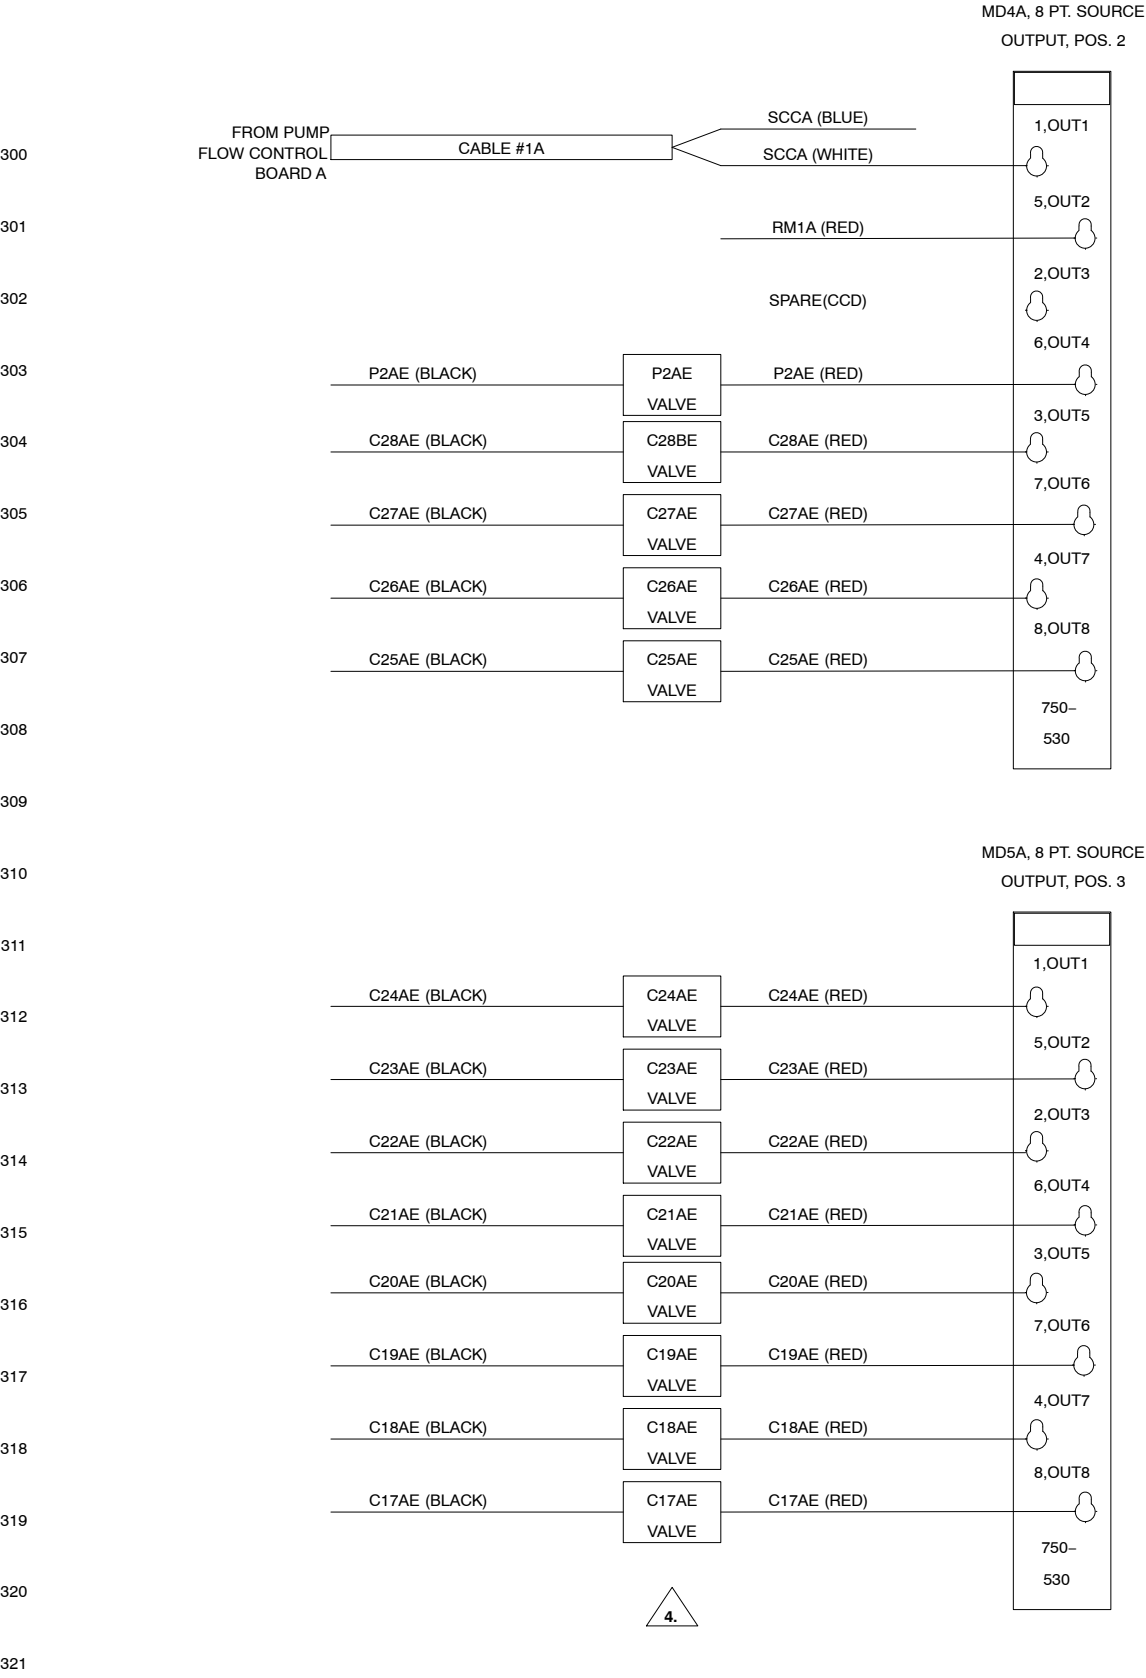 MD4A, 8 PT. SOURCE
OUTPUT, POS. 2
SCCA (BLUE)
1,OUT1
FROM PUMP
FLOW CONTROL
BOARD A
CABLE #1A
300
SCCA (WHITE)
5,OUT2
301
RM1A (RED)
2,OUT3
302
SPARE(CCD)
6,OUT4
303
P2AE (BLACK)
P2AE
VALVE
P2AE (RED)
3,OUT5
304
C28AE (BLACK)
C28BE
VALVE
C28AE (RED)
7,OUT6
305
C27AE (BLACK)
C27AE
VALVE
C27AE (RED)
4,OUT7
306
C26AE (BLACK)
C26AE
VALVE
C26AE (RED)
8,OUT8
307
C25AE (BLACK)
C25AE
VALVE
C25AE (RED)
750–
530
308
309
310
MD5A, 8 PT. SOURCE
OUTPUT, POS. 3
311
1,OUT1
312
C24AE (BLACK)
C24AE
VALVE
C24AE (RED)
5,OUT2
313
C23AE (BLACK)
C23AE
VALVE
C23AE (RED)
2,OUT3
314
C22AE (BLACK)
C22AE
VALVE
C22AE (RED)
6,OUT4
315
C21AE (BLACK)
C21AE
VALVE
C21AE (RED)
3,OUT5
316
C20AE (BLACK)
C20AE
VALVE
C20AE (RED)
7,OUT6
317
C19AE (BLACK)
C19AE
VALVE
C19AE (RED)
4,OUT7
318
C18AE (BLACK)
C18AE
VALVE
C18AE (RED)
8,OUT8
319
C17AE (BLACK)
C17AE
VALVE
C17AE (RED)
750–
530
320
4.
321